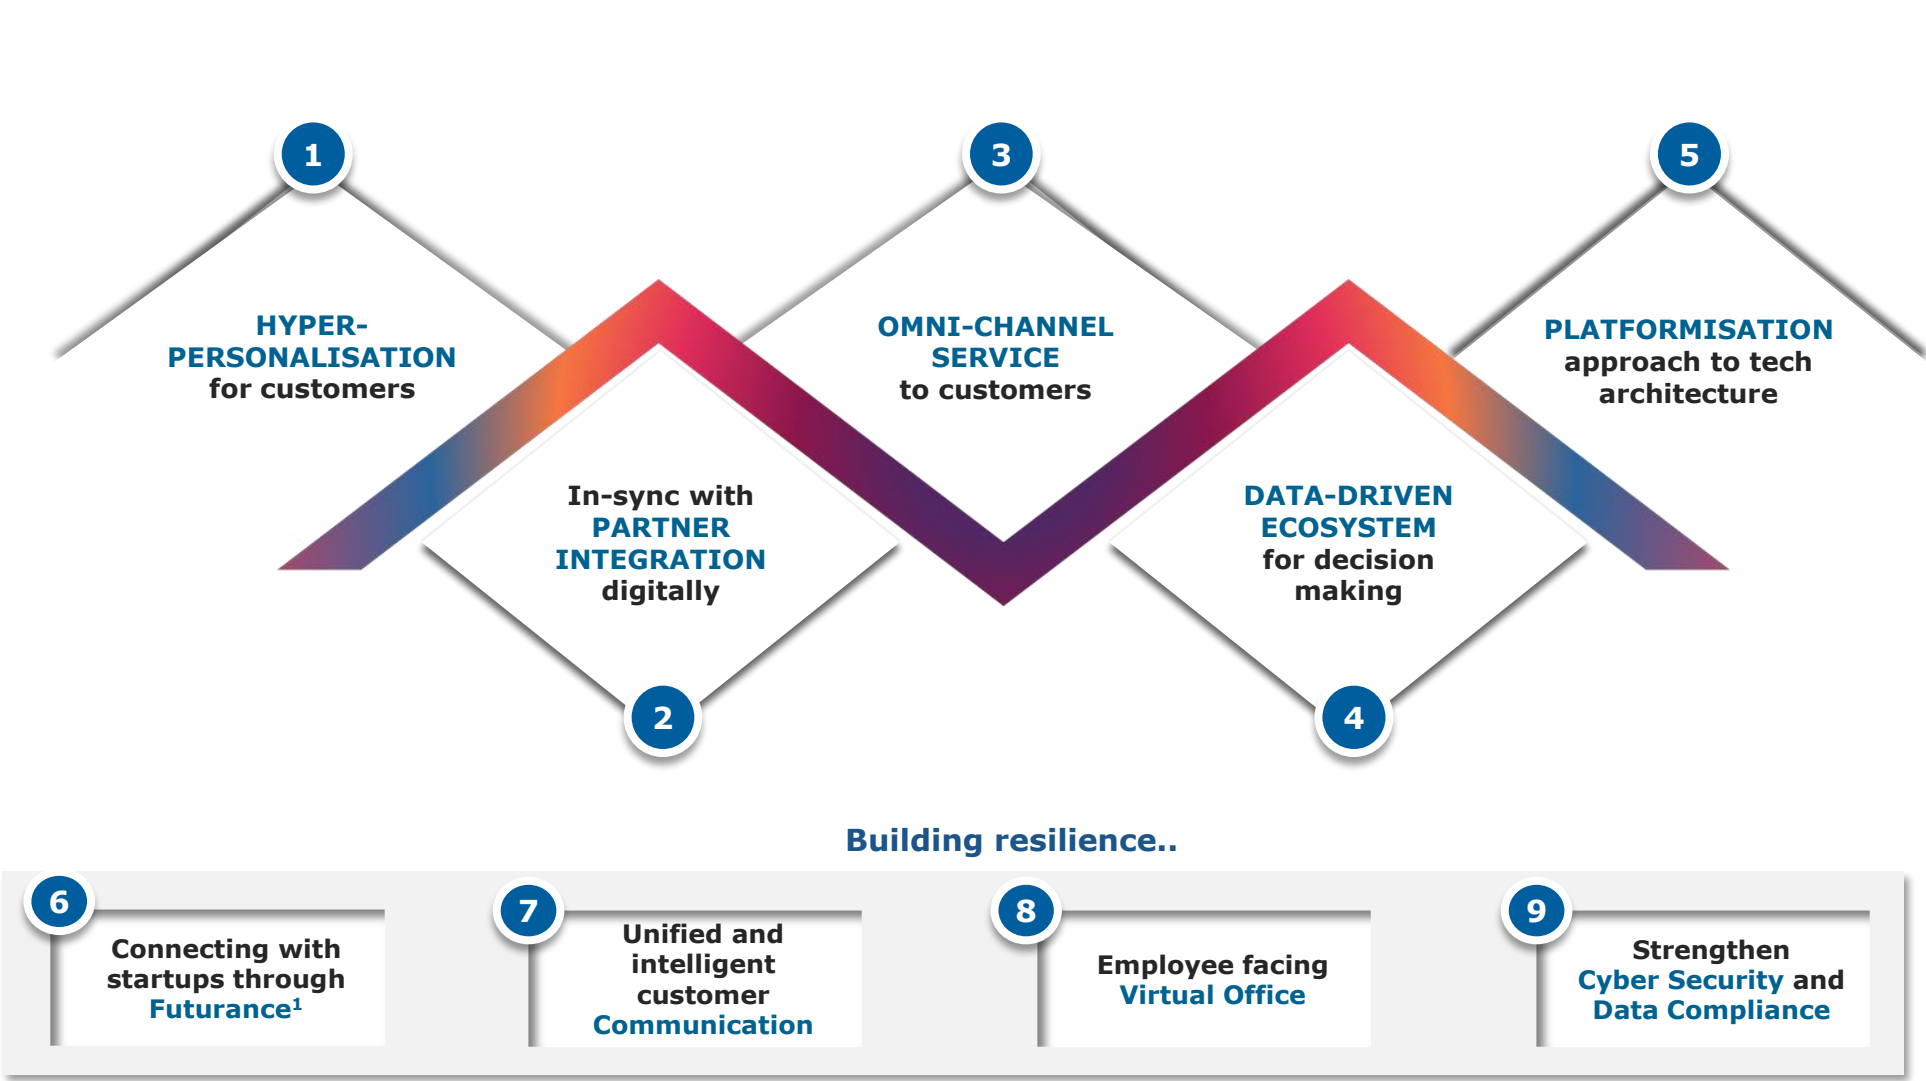 1
HYPER-
PERSONALISATION
for customers
2
In-sync with
PARTNER
INTEGRATION
digitally
3
OMNI-CHANNEL
SERVICE
to customers
4
DATA-DRIVEN
ECOSYSTEM
for decision
making
5
PLATFORMISATION
approach to tech
architecture
Building resilience..
6
Connecting with
startups through
Futurance¹
7
Unified and
intelligent
customer
Communication
8
Employee facing
Virtual Office
9
Strengthen
Cyber Security and
Data Compliance